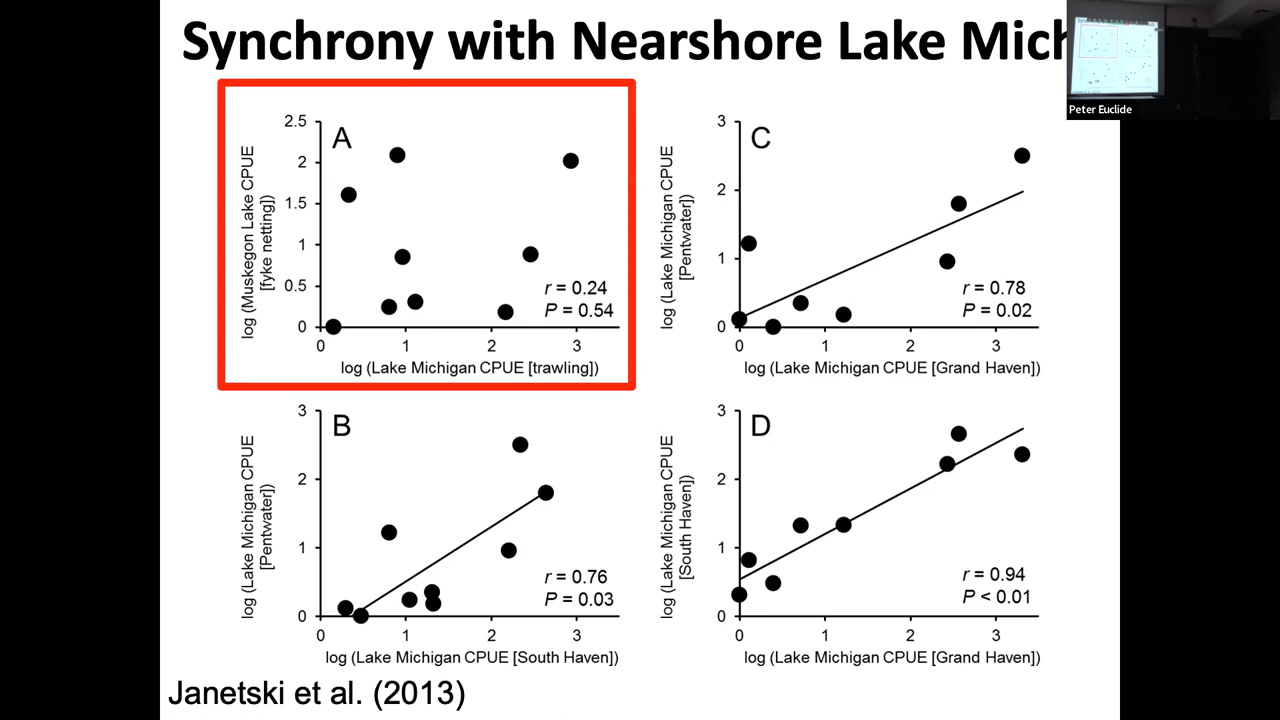 Synchrony with Nearshore Lake Mich
Peter Euclide
A
2.5
2
1.5
1
0.5
0
log (Muskegon Lake CPUE
[fyke netting])
r = 0.24
P = 0.54
0 1 2 3
log (Lake Michigan CPUE [trawling])
C
3
2
1
0
log (Lake Michigan CPUE
[Pentwater])
r = 0.78
P = 0.02
0 1 2 3
log (Lake Michigan CPUE [Grand Haven])
B
3
2
1
0
log (Lake Michigan CPUE
[Pentwater])
r = 0.76
P = 0.03
0 1 2 3
log (Lake Michigan CPUE [South Haven])
D
3
2
1
0
log (Lake Michigan CPUE
[South Haven])
r = 0.94
P < 0.01
0 1 2 3
log (Lake Michigan CPUE [Grand Haven])
Janetski et al. (2013)